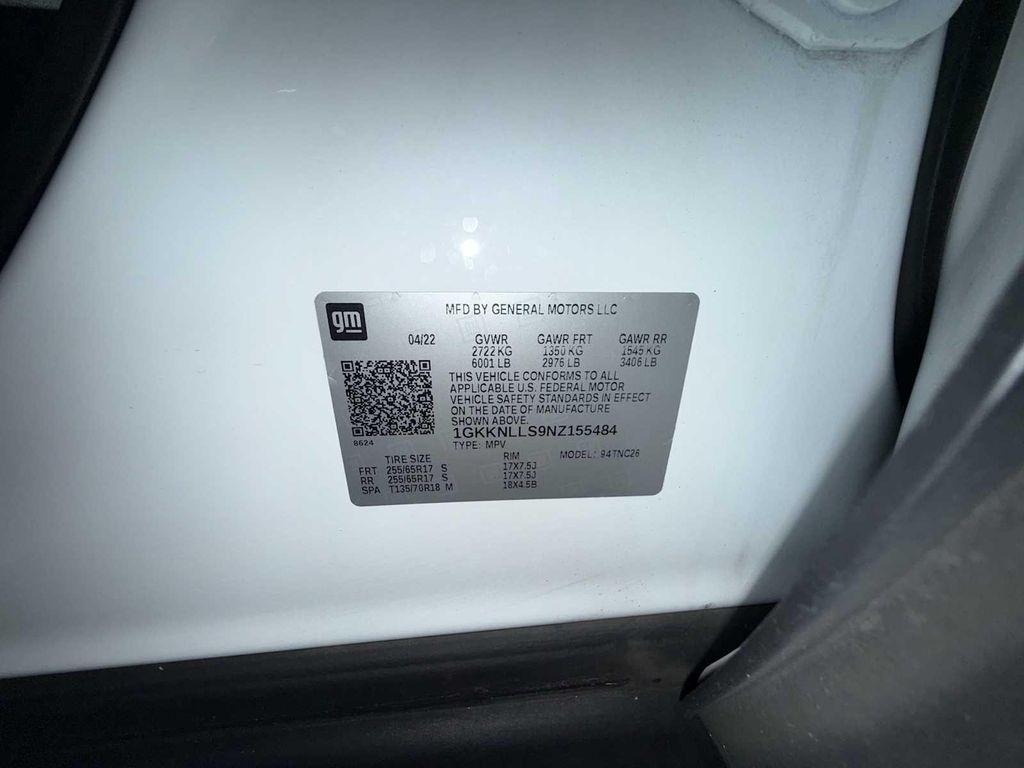 gm
MFD BY GENERAL MOTORS LLC
04/22 GVWR GAWR FRT GAWR RR
2722 KG 1350 KG 1545 KG
6001 LB 2976 LB 3406 LB
THIS VEHICLE CONFORMS TO ALL
APPLICABLE U.S. FEDERAL MOTOR
VEHICLE SAFETY STANDARDS IN EFFECT
ON THE DATE OF MANUFACTURE
SHOWN ABOVE.
8624
1GKKNLLS9NZ155484
TYPE: MPV MODEL: 94TNC26
TIRE SIZE RIM
FRT 255/65R17 S 17X7.5J
RR 255/65R17 S 17X7.5J
SPA T135/70R18 M 18X4.5B